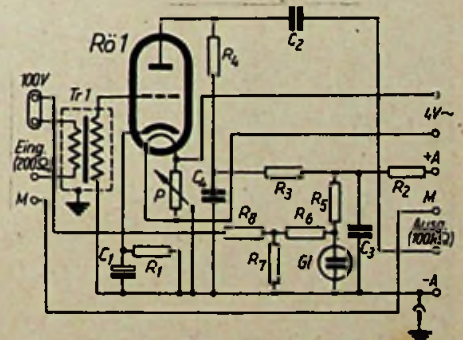 Rö1
C2
R4
100V
Tr1
4V~
Eing.
(200Ω)
+A
R3
R2
P
C4
R5
M
M
R8
R6
Ausg.
(100kΩ)
C3
C1
R1
R7
Gl
-A